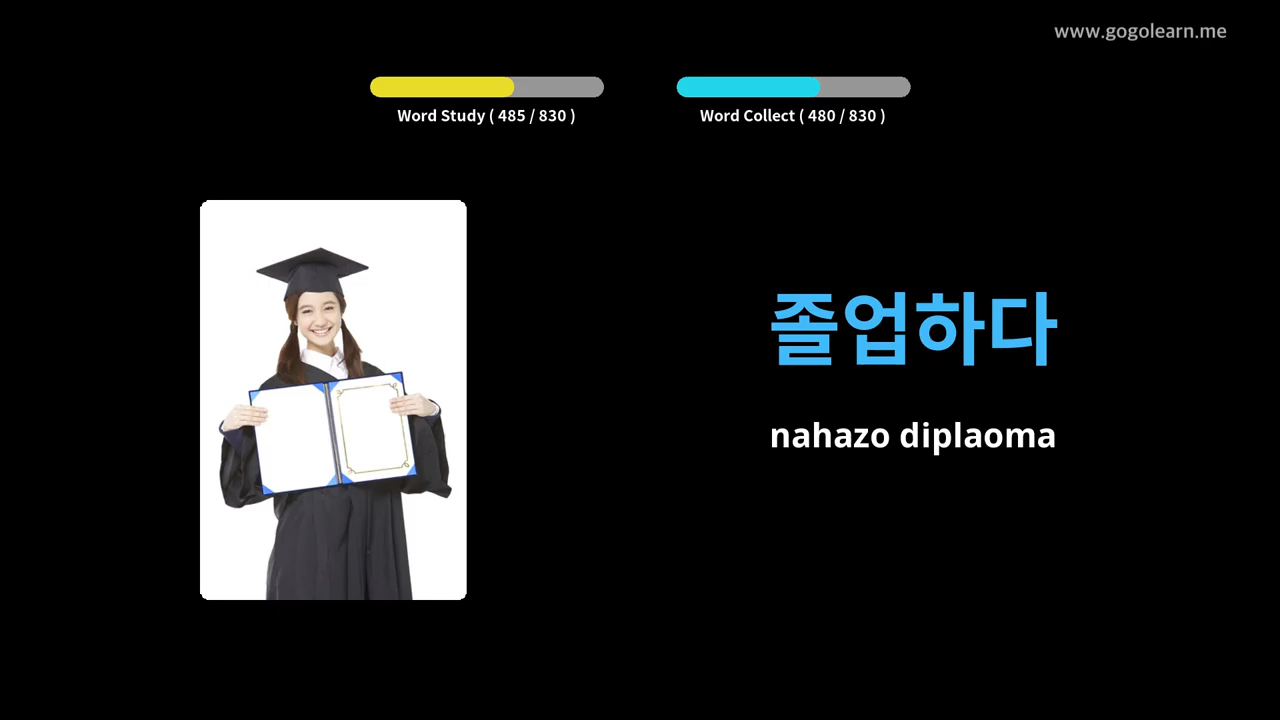 www.gogolearn.me
Word Study ( 485 / 830 )
Word Collect ( 480 / 830 )
졸업하다
nahazo diplaoma